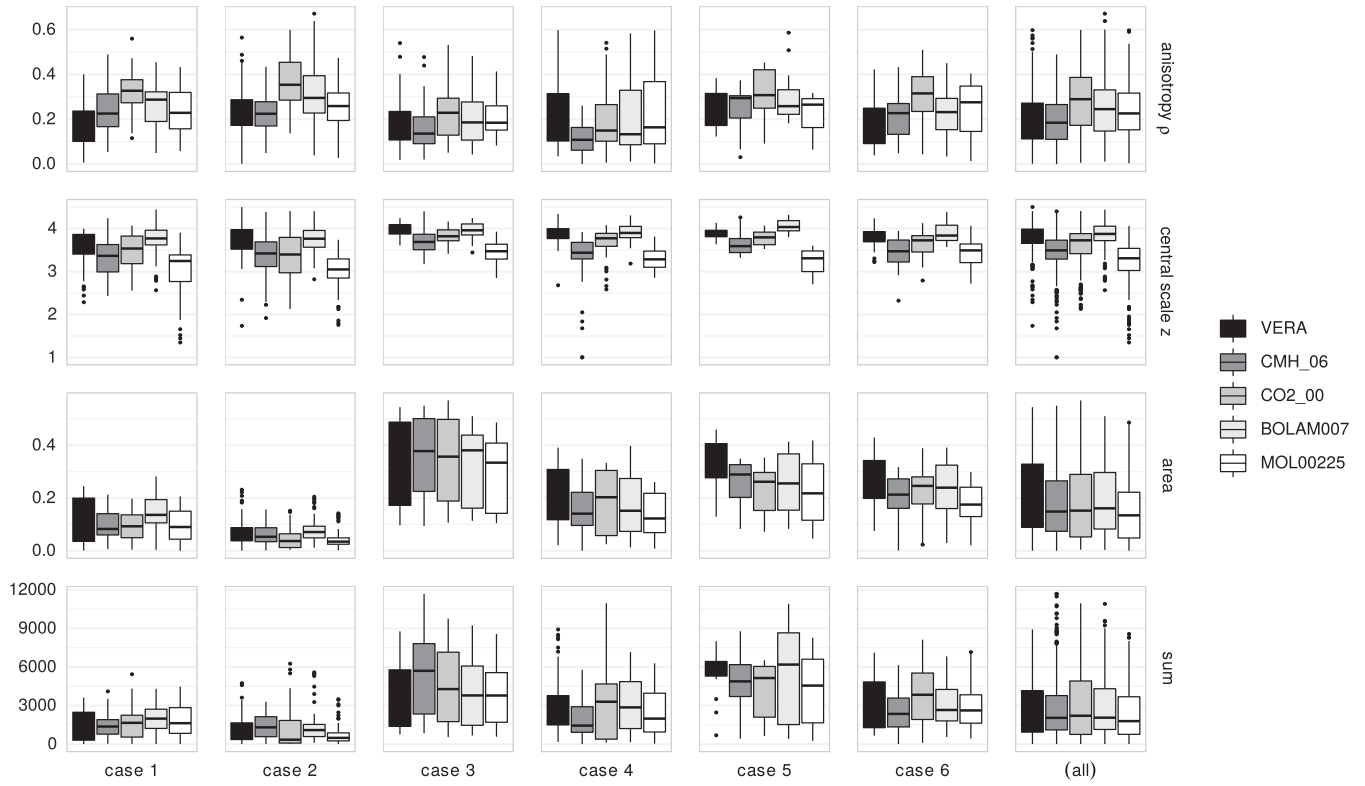 0.6
0.4
0.2
0.0
anisotropy ρ
4
3
2
1
central scale z
0.4
0.2
0.0
area
12000
9000
6000
3000
0
sum
case 1 case 2 case 3 case 4 case 5 case 6 (all)
VERA
CMH_06
CO2_00
BOLAM007
MOL00225